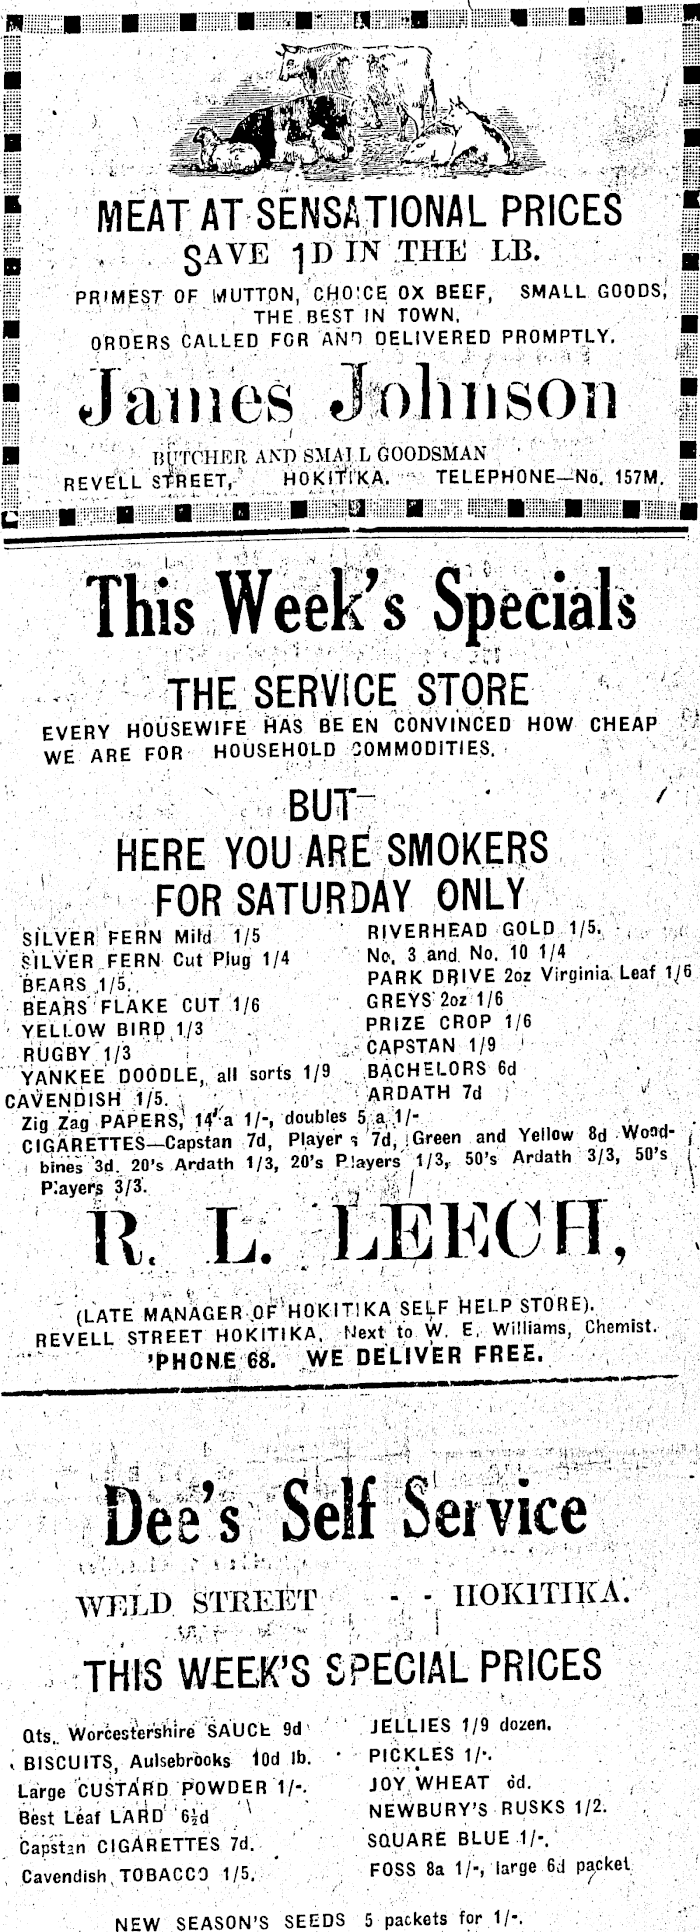 MEAT AT SENSATIONAL PRICES
SAVE 1D IN THE LB.
PRIMEST OF MUTTON, CHOICE OX BEEF, SMALL GOODS,
THE BEST IN TOWN.
ORDERS CALLED FOR AND DELIVERED PROMPTLY.
James Johnson
BUTCHER AND SMALL GOODSMAN
REVELL STREET, HOKITIKA. TELEPHONE—No. 157M.
This Week's Specials
THE SERVICE STORE
EVERY HOUSEWIFE HAS BEEN CONVINCED HOW CHEAP
WE ARE FOR HOUSEHOLD COMMODITIES.
BUT—
HERE YOU ARE SMOKERS
FOR SATURDAY ONLY
SILVER FERN Mild 1/5
SILVER FERN Cut Plug 1/4
BEARS 1/5.
BEARS FLAKE CUT 1/6
YELLOW BIRD 1/3
RUGBY 1/3
YANKEE DOODLE, all sorts 1/9
CAVENDISH 1/5.
RIVERHEAD GOLD 1/5.
No. 3 and No. 10 1/4
PARK DRIVE 2oz Virginia Leaf 1/6
GREYS 2oz 1/6
PRIZE CROP 1/6
CAPSTAN 1/9
BACHELORS 6d
ARDATH 7d
Zig Zag PAPERS, 14 a 1/-, doubles 5 a 1/-
CIGARETTES—Capstan 7d, Player s 7d, Green and Yellow 8d Wood-
bines 3d. 20's Ardath 1/3, 20's Players 1/3, 50's Ardath 3/3, 50's
Players 3/3.
R. L. LEECH,
(LATE MANAGER OF HOKITIKA SELF HELP STORE).
REVELL STREET HOKITIKA. Next to W. E. Williams, Chemist.
'PHONE 68. WE DELIVER FREE.
Dee's Self Service
WELD STREET - - HOKITIKA.
THIS WEEK'S SPECIAL PRICES
Qts. Worcestershire SAUCE 9d
BISCUITS, Aulsebrooks 10d lb.
Large CUSTARD POWDER 1/-.
Best Leaf LARD 6½d
Capstan CIGARETTES 7d.
Cavendish TOBACCO 1/5.
JELLIES 1/9 dozen.
PICKLES 1/-.
JOY WHEAT 6d.
NEWBURY'S RUSKS 1/2.
SQUARE BLUE 1/-.
FOSS 8a 1/-, large 6d packet
NEW SEASON'S SEEDS 5 packets for 1/-.